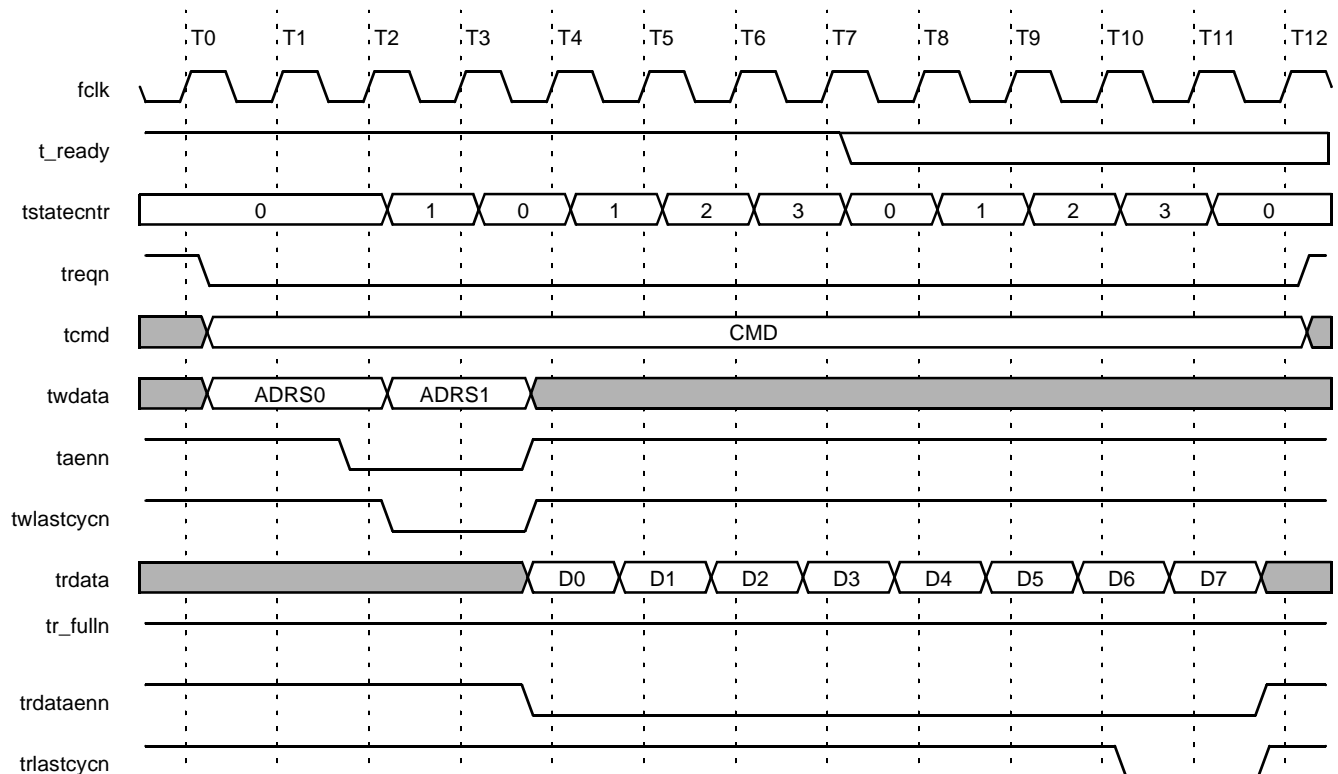 T0 T1 T2 T3 T4 T5 T6 T7 T8 T9 T10 T11 T12
fclk
t_ready
tstatecntr 0 1 0 1 2 3 0 1 2 3 0
treqn
tcmd CMD
twdata ADRS0 ADRS1
taenn
twlastcycn
trdata D0 D1 D2 D3 D4 D5 D6 D7
tr_fulln
trdataenn
trlastcycn